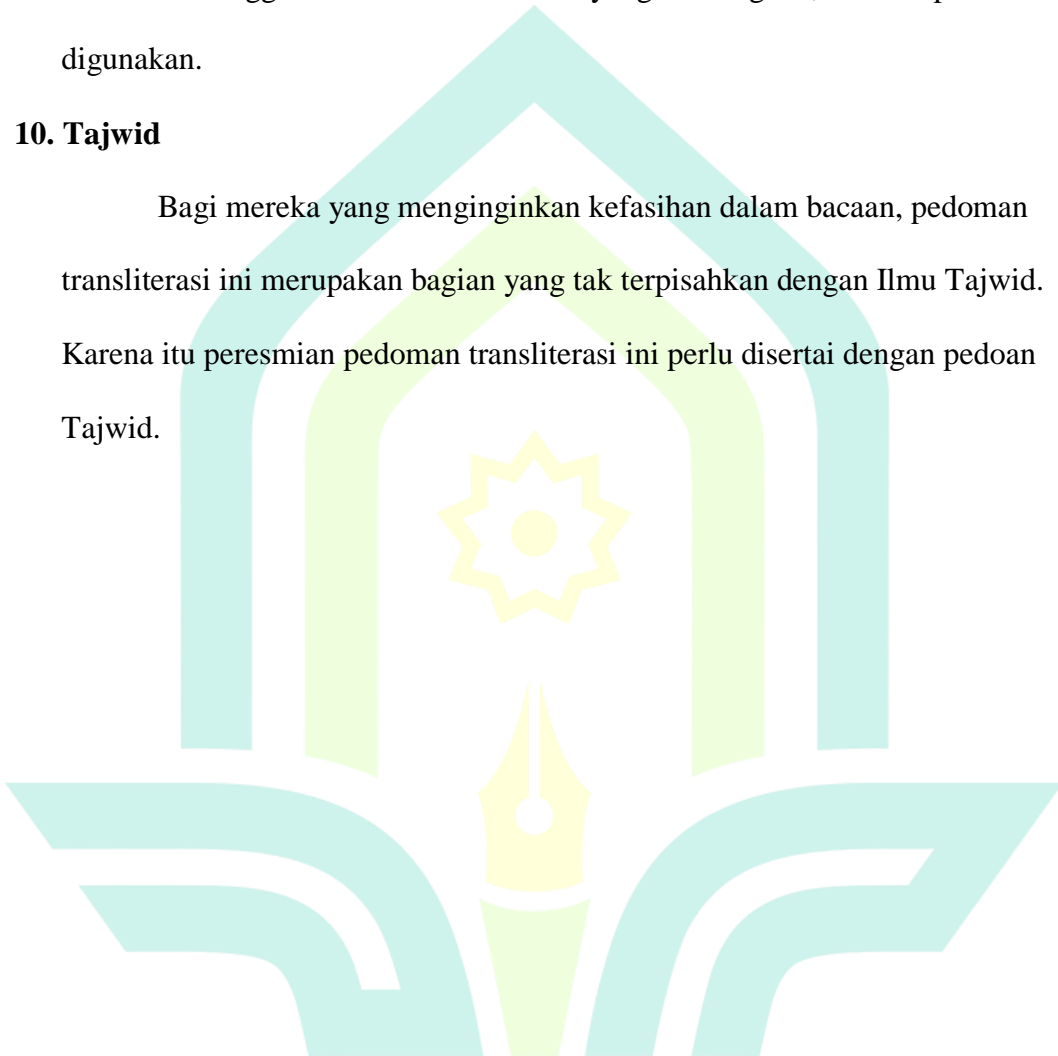 digunakan.
10. Tajwid
Bagi mereka yang menginginkan kefasihan dalam bacaan, pedoman
transliterasi ini merupakan bagian yang tak terpisahkan dengan Ilmu Tajwid.
Karena itu peresmian pedoman transliterasi ini perlu disertai dengan pedoan
Tajwid.